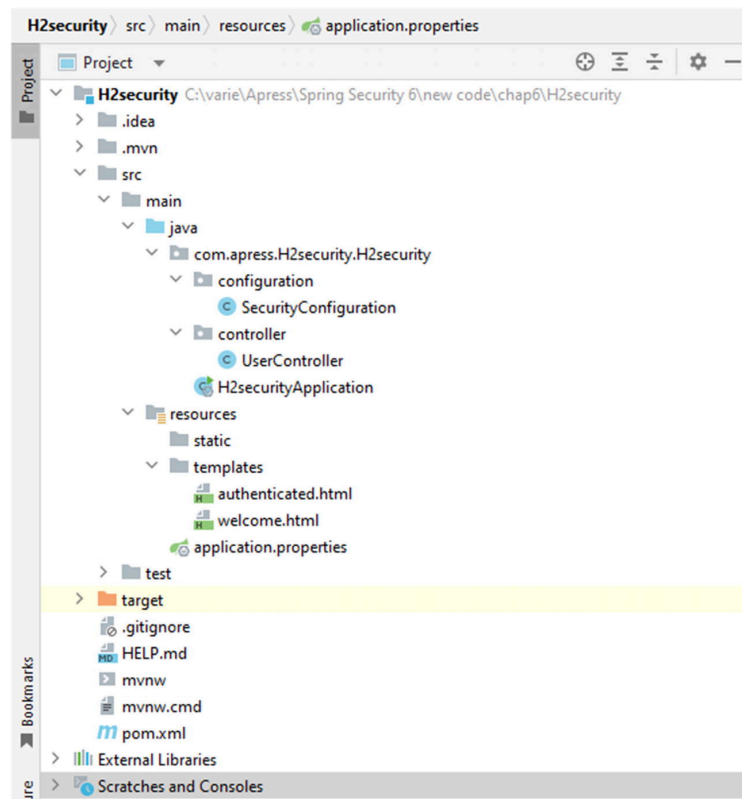 H2security > src > main > resources > application.properties
Project
Project
H2security C:\varie\Apress\Spring Security 6\new code\chap6\H2security
.idea
.mvn
src
main
java
com.apress.H2security.H2security
configuration
C SecurityConfiguration
controller
C UserController
H2securityApplication
resources
static
templates
H authenticated.html
H welcome.html
application.properties
test
target
.gitignore
MD HELP.md
mvnw
mvnw.cmd
m pom.xml
Bookmarks
External Libraries
Scratches and Consoles
ure